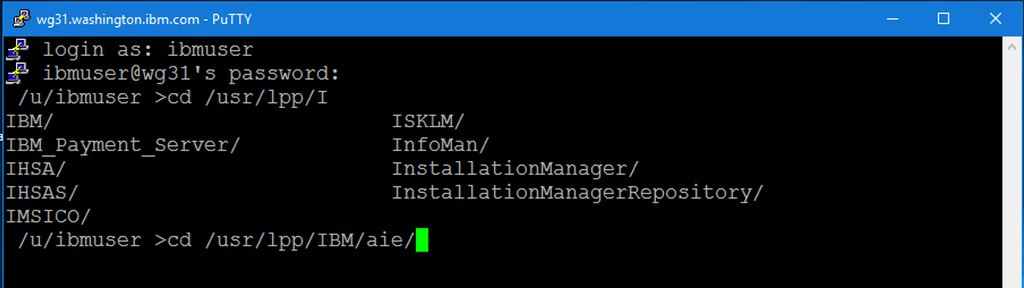 wg31.washington.ibm.com - PuTTY
login as: ibmuser
ibmuser@wg31's password:
/u/ibmuser >cd /usr/lpp/I
IBM/ ISKLM/
IBM_Payment_Server/ InfoMan/
IHSA/ InstallationManager/
IHSAS/ InstallationManagerRepository/
IMSICO/
/u/ibmuser >cd /usr/lpp/IBM/aie/